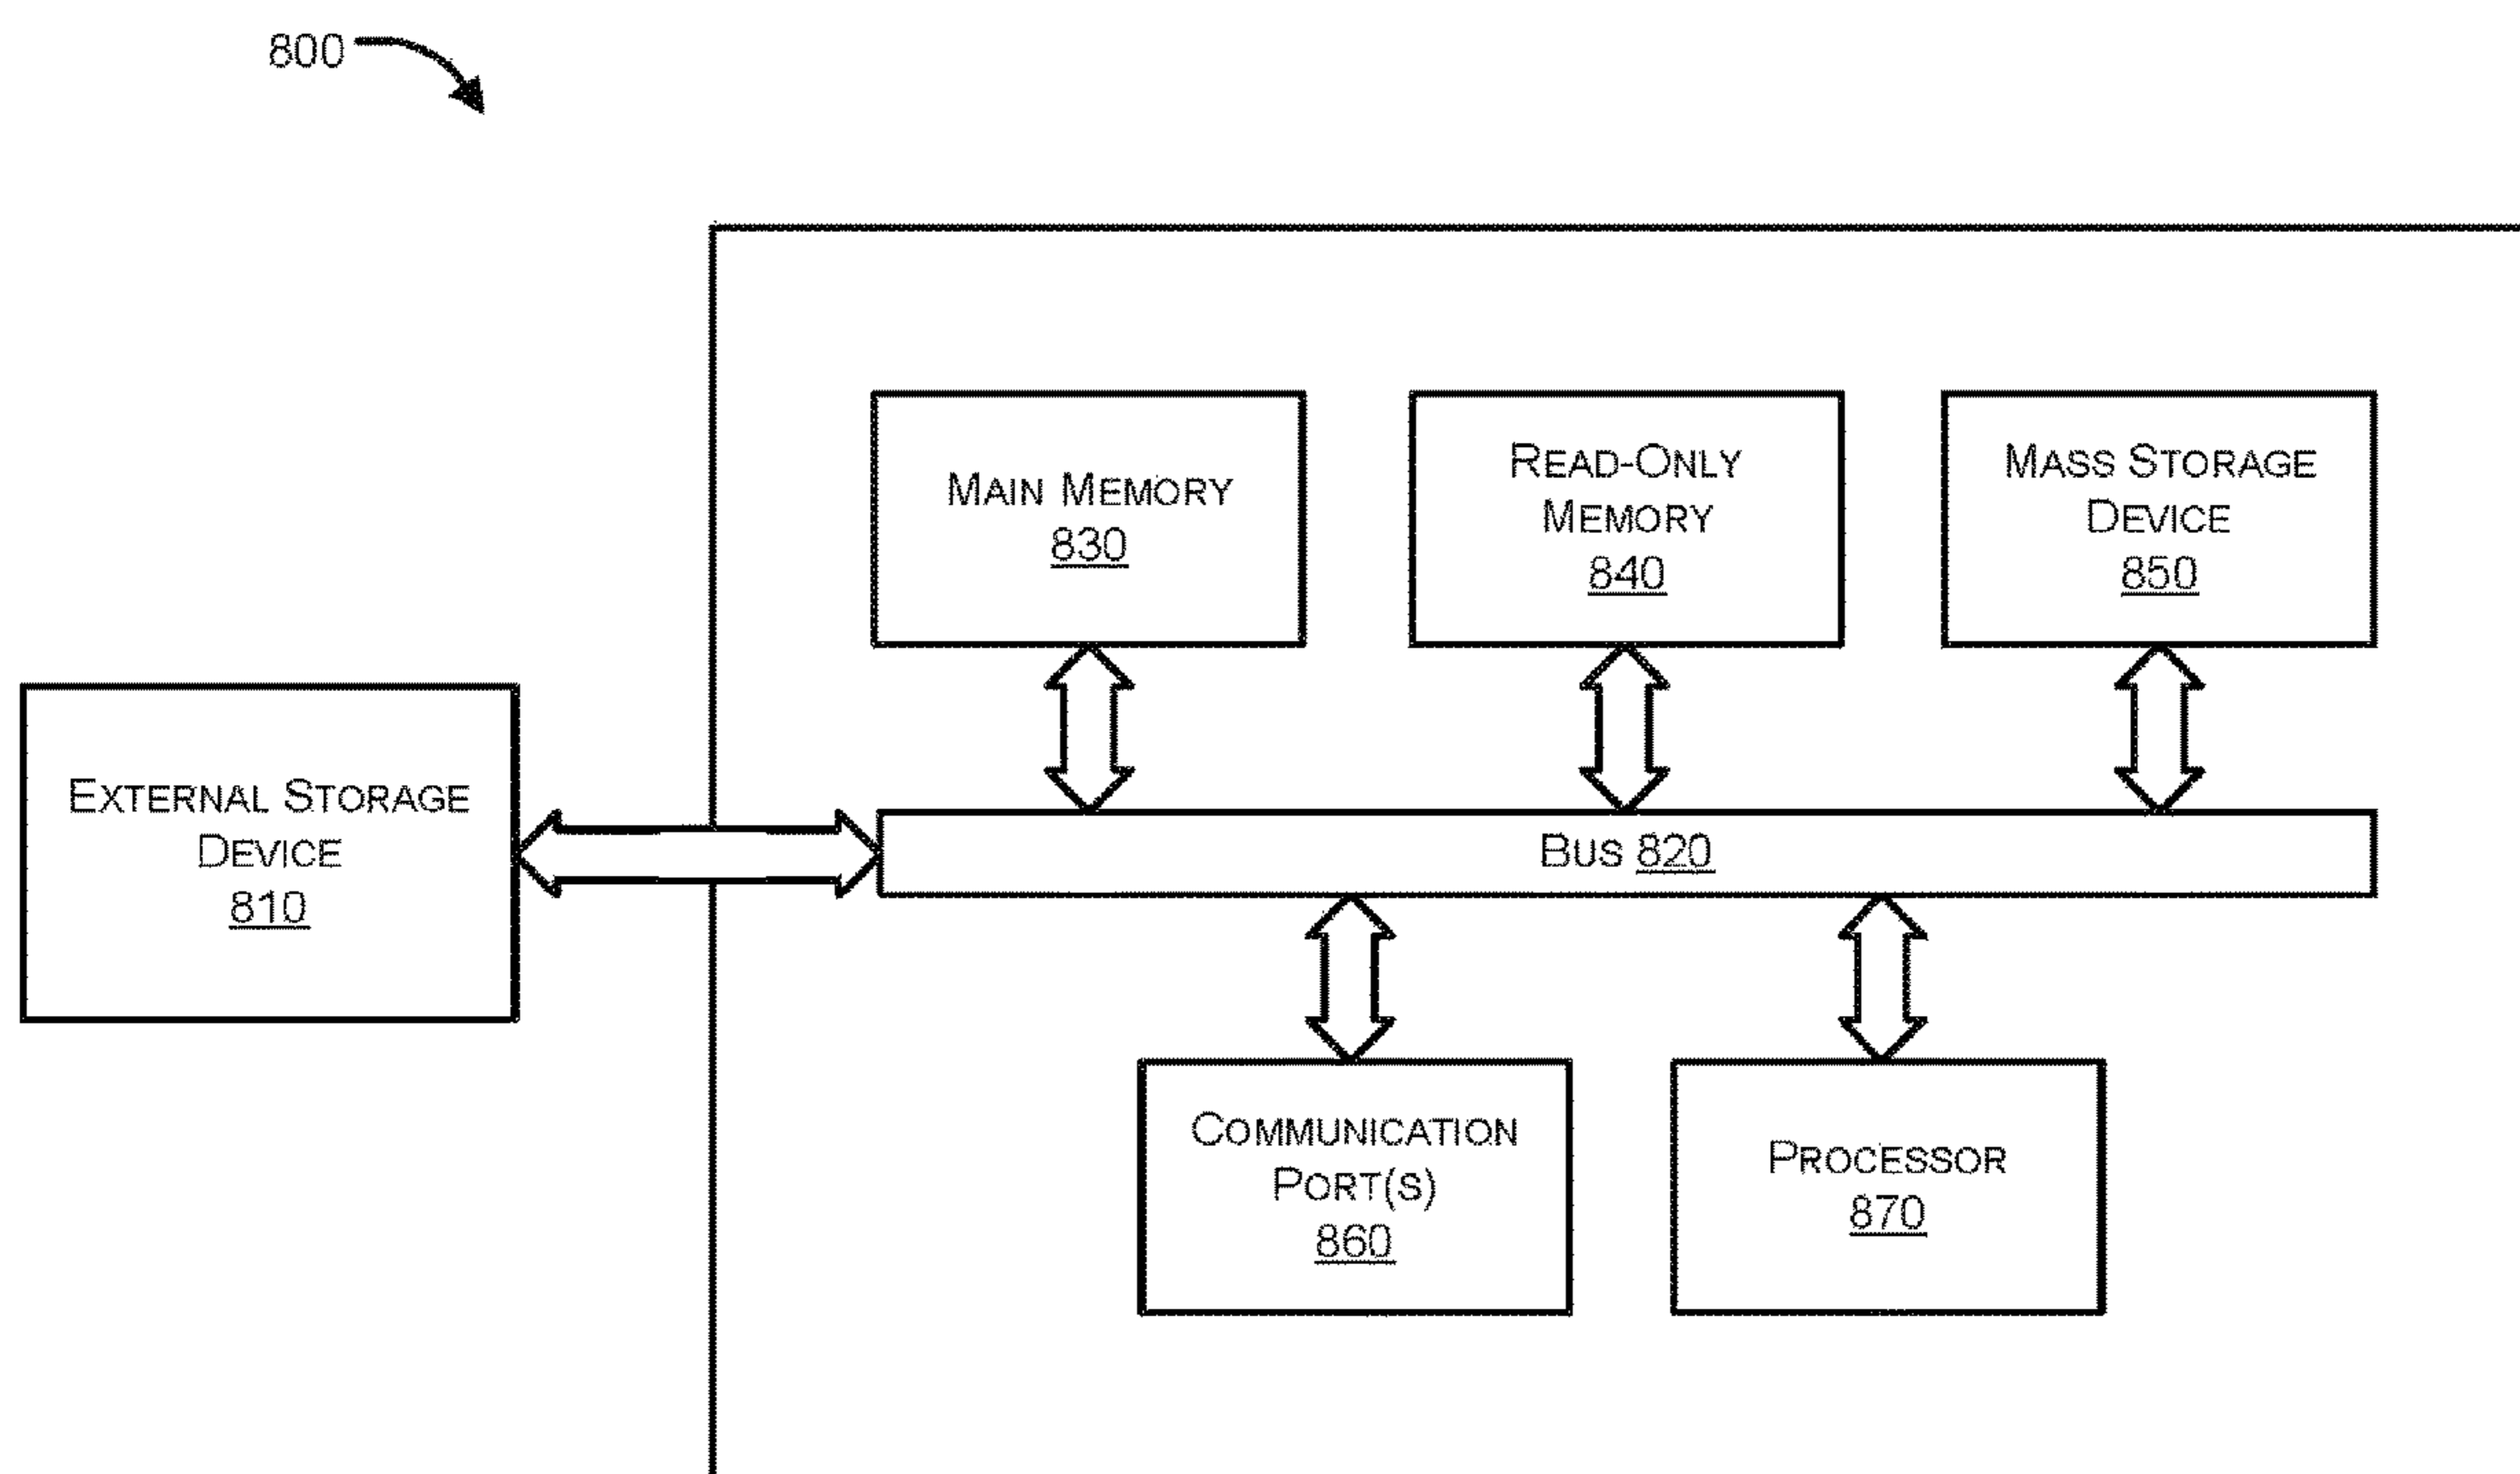 800
MAIN MEMORY
830
READ-ONLY
MEMORY
840
MASS STORAGE
DEVICE
850
EXTERNAL STORAGE
DEVICE
810
BUS 820
COMMUNICATION
PORT(S)
860
PROCESSOR
870